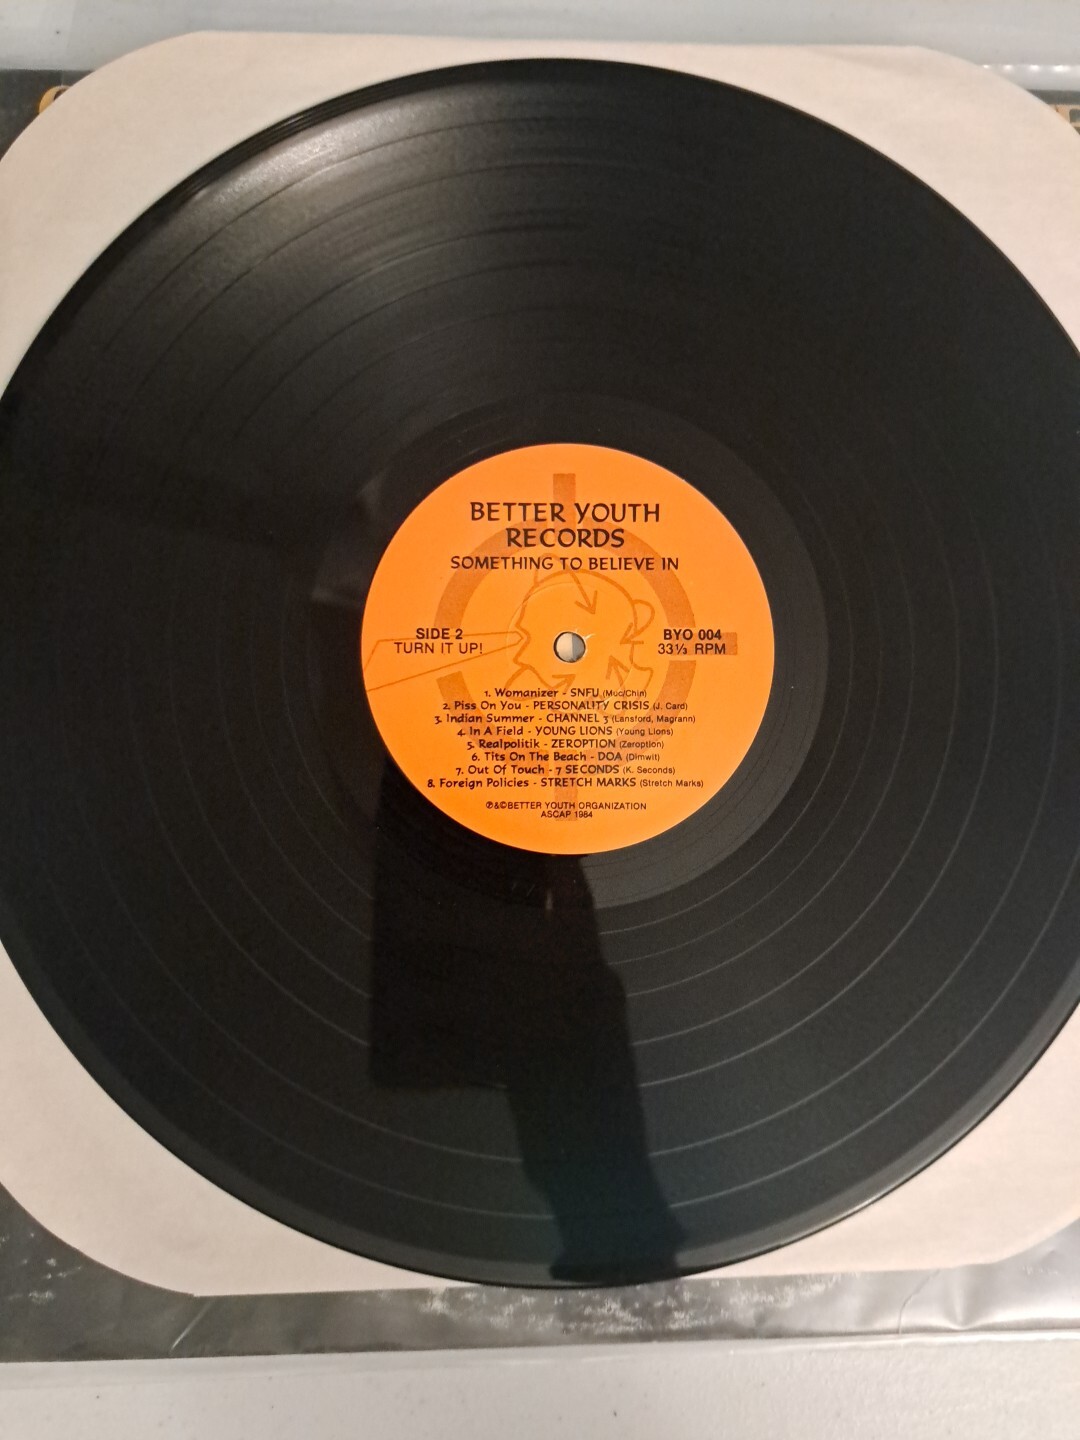 BETTER YOUTH
RECORDS
SOMETHING TO BELIEVE IN
SIDE 2
TURN IT UP!
BYO 004
33⅓ RPM
1. Womanizer - SNFU (Muc/Chin)
2. Piss On You - PERSONALITY CRISIS (J. Card)
3. Indian Summer - CHANNEL 3 (Lansford, Magrann)
4. In A Field - YOUNG LIONS (Young Lions)
5. Realpolitik - ZEROPTION (Zeroption)
6. Tits On The Beach - DOA (Dimwit)
7. Out Of Touch - 7 SECONDS (K. Seconds)
8. Foreign Policies - STRETCH MARKS (Stretch Marks)
℗&©BETTER YOUTH ORGANIZATION
ASCAP 1984